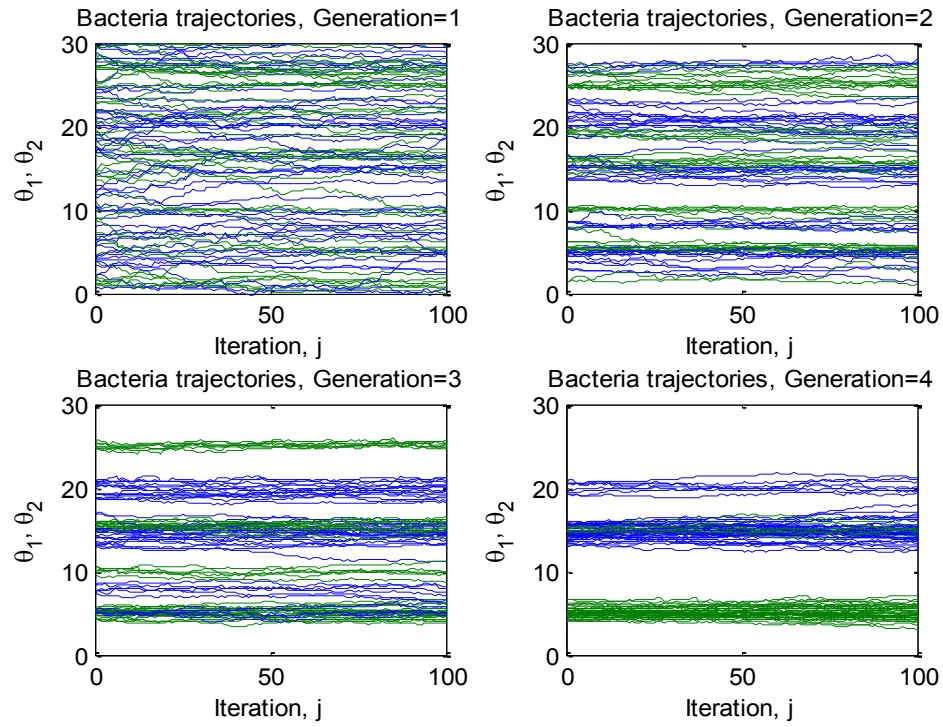 Bacteria trajectories, Generation=1
30
20
10
0
θ₁, θ₂
0
50
100
Iteration, j
Bacteria trajectories, Generation=2
30
20
10
0
θ₁, θ₂
0
50
100
Iteration, j
Bacteria trajectories, Generation=3
30
20
10
0
θ₁, θ₂
0
50
100
Iteration, j
Bacteria trajectories, Generation=4
30
20
10
0
θ₁, θ₂
0
50
100
Iteration, j